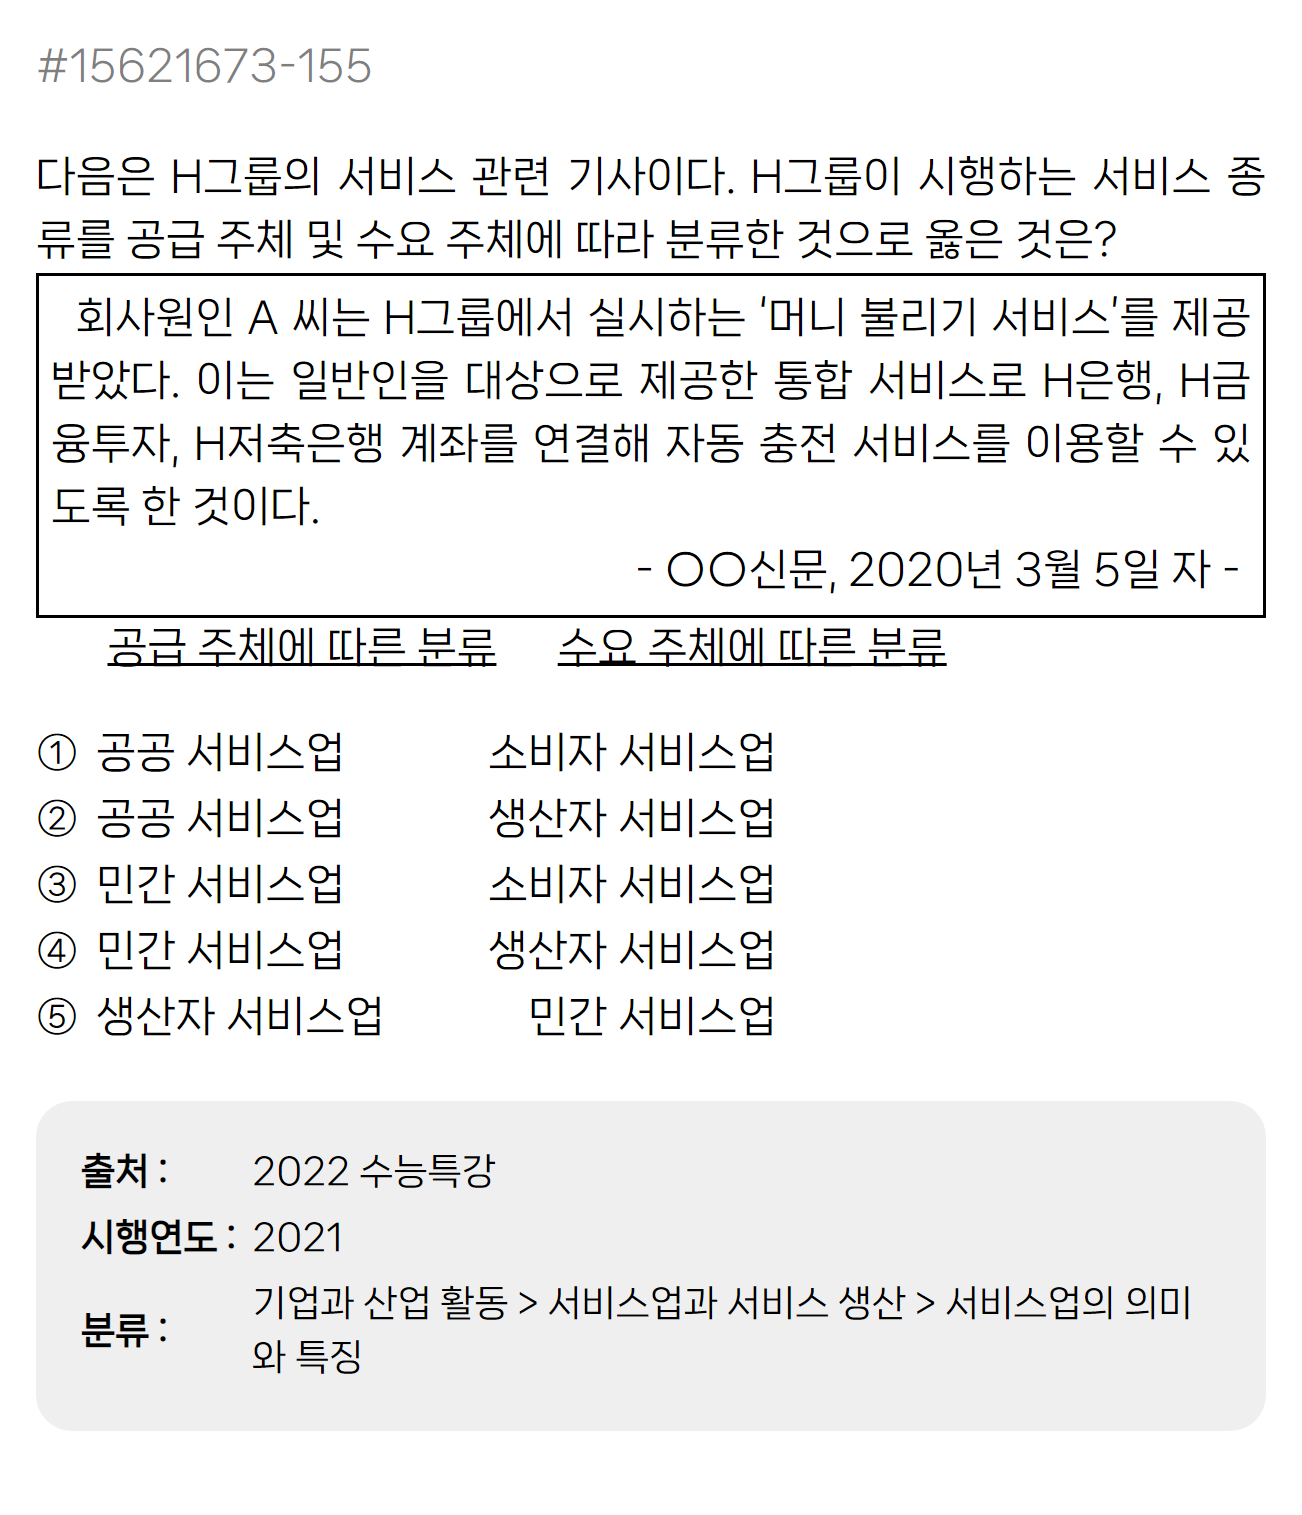 #15621673-155
다음은 H그룹의 서비스 관련 기사이다. H그룹이 시행하는 서비스 종
류를 공급 주체 및 수요 주체에 따라 분류한 것으로 옳은 것은?
회사원인 A 씨는 H그룹에서 실시하는 '머니 불리기 서비스'를 제공
받았다. 이는 일반인을 대상으로 제공한 통합 서비스로 H은행, H금
융투자, H저축은행 계좌를 연결해 자동 충전 서비스를 이용할 수 있
도록 한 것이다.
- ○○신문, 2020년 3월 5일 자 -
공급 주체에 따른 분류 수요 주체에 따른 분류
① 공공 서비스업 소비자 서비스업
② 공공 서비스업 생산자 서비스업
③ 민간 서비스업 소비자 서비스업
④ 민간 서비스업 생산자 서비스업
⑤ 생산자 서비스업 민간 서비스업
출처 : 2022 수능특강
시행연도 : 2021
분류 : 기업과 산업 활동 > 서비스업과 서비스 생산 > 서비스업의 의미
와 특징